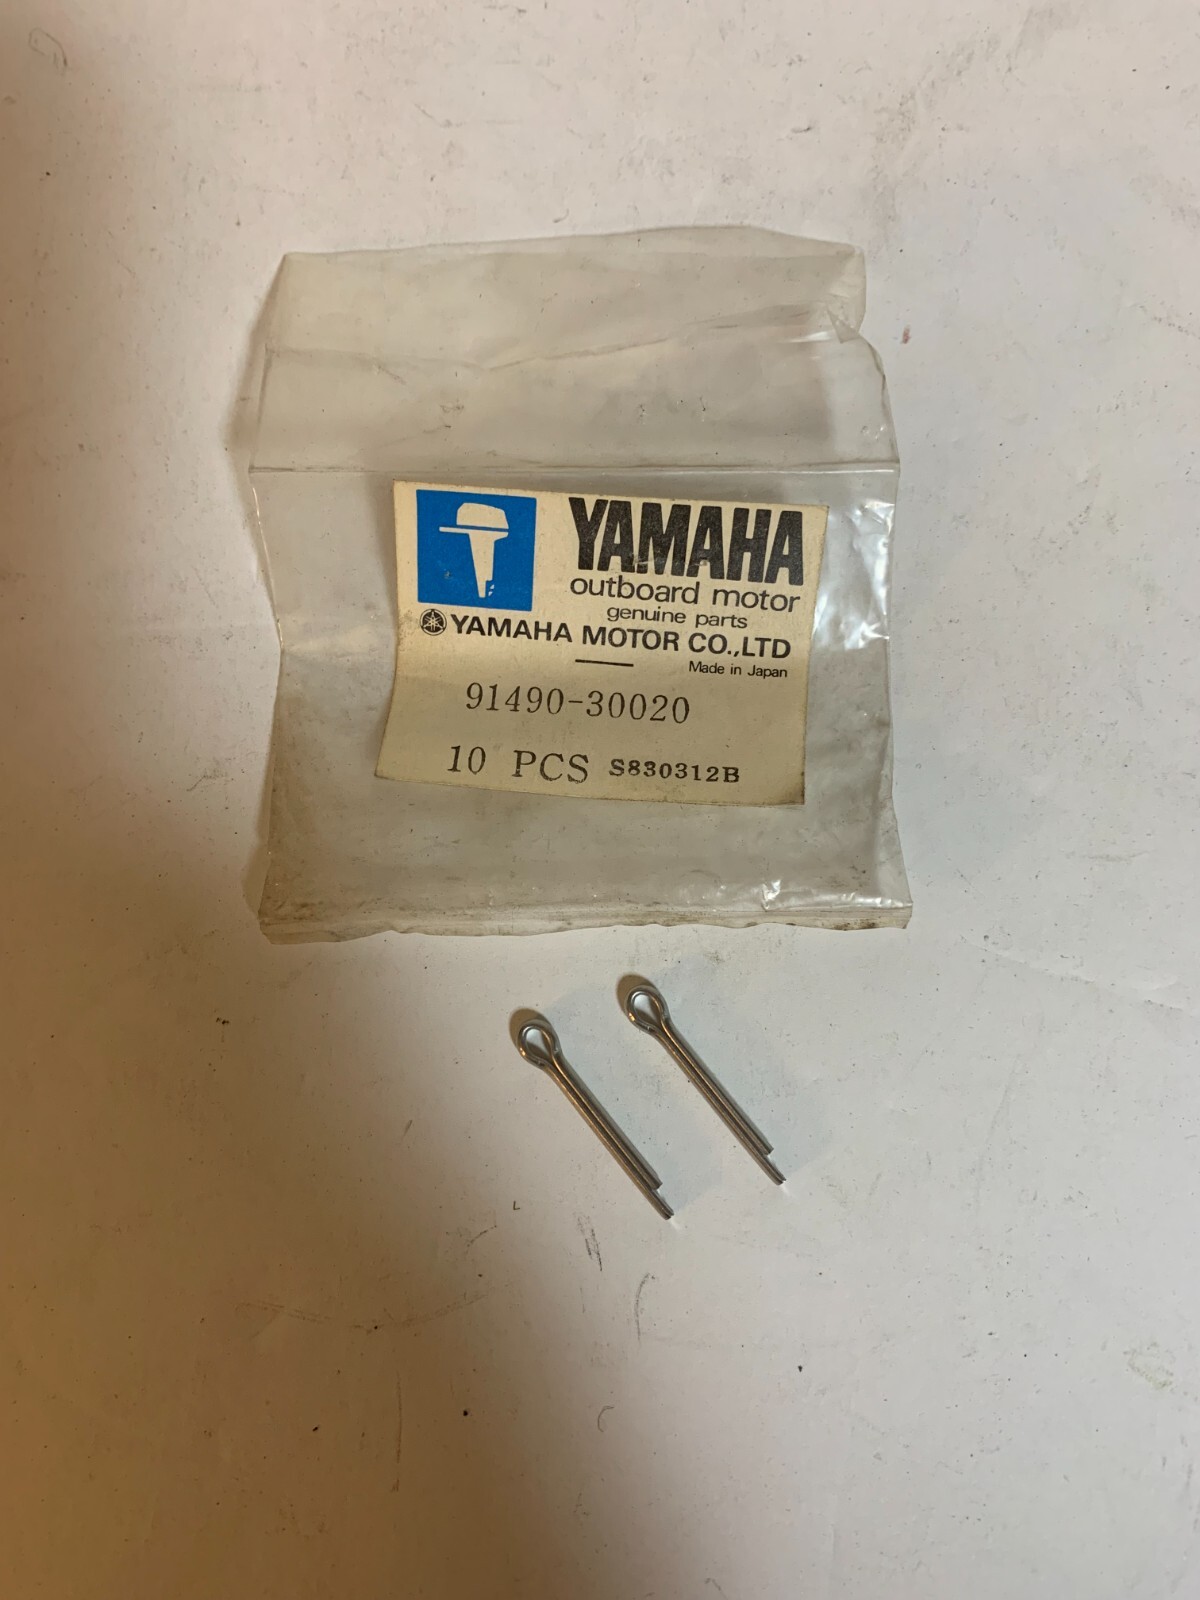 YAMAHA
outboard motor
genuine parts
YAMAHA MOTOR CO.,LTD
Made in Japan
91490-30020
10 PCS S830312B